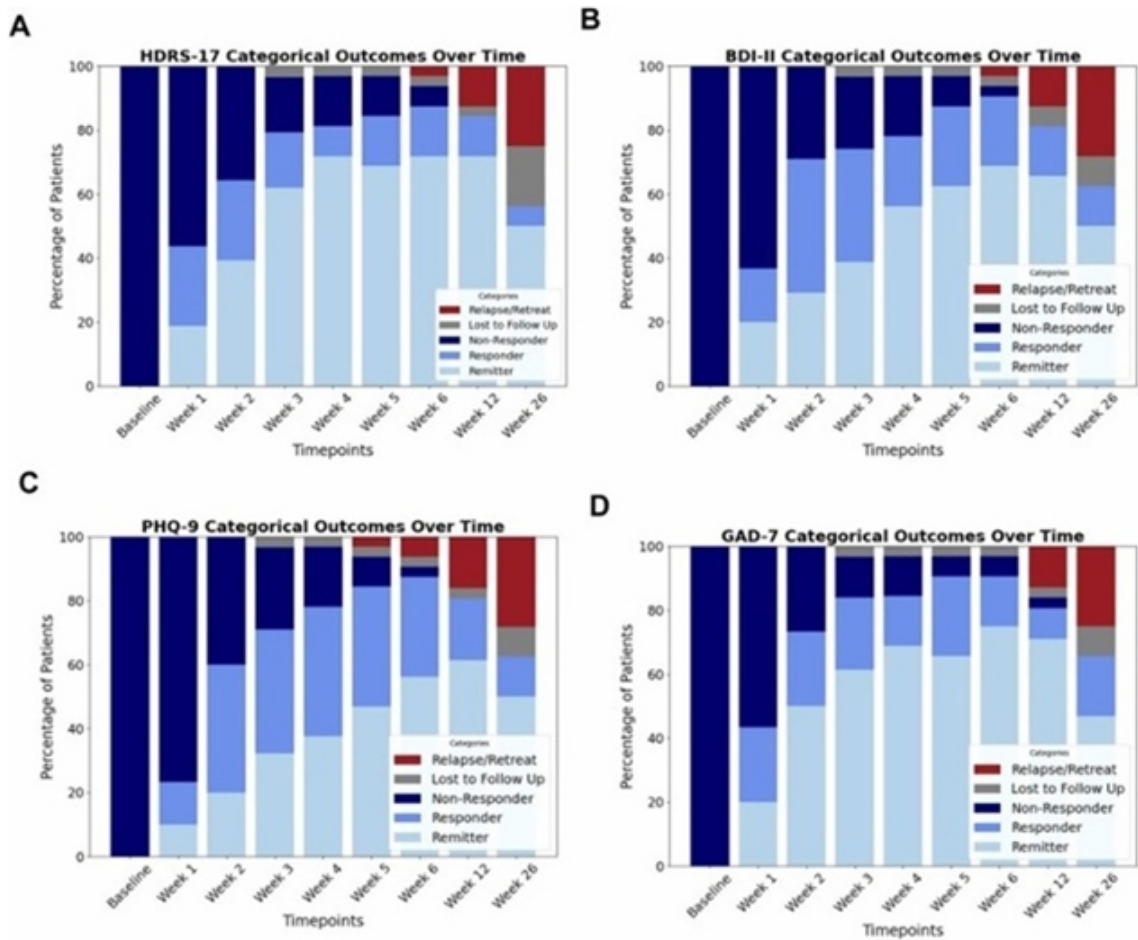 A
HDRS-17 Categorical Outcomes Over Time
Percentage of Patients
100
80
60
40
20
0
Categories
Relapse/Retreat
Lost to Follow Up
Non-Responder
Responder
Remitter
Baseline
Week 1
Week 2
Week 3
Week 4
Week 5
Week 6
Week 12
Week 26
Timepoints
B
BDI-II Categorical Outcomes Over Time
Percentage of Patients
100
80
60
40
20
0
Categories
Relapse/Retreat
Lost to Follow Up
Non-Responder
Responder
Remitter
Baseline
Week 1
Week 2
Week 3
Week 4
Week 5
Week 6
Week 12
Week 26
Timepoints
C
PHQ-9 Categorical Outcomes Over Time
Percentage of Patients
100
80
60
40
20
0
Categories
Relapse/Retreat
Lost to Follow Up
Non-Responder
Responder
Remitter
Baseline
Week 1
Week 2
Week 3
Week 4
Week 5
Week 6
Week 12
Week 26
Timepoints
D
GAD-7 Categorical Outcomes Over Time
Percentage of Patients
100
80
60
40
20
0
Categories
Relapse/Retreat
Lost to Follow Up
Non-Responder
Responder
Remitter
Baseline
Week 1
Week 2
Week 3
Week 4
Week 5
Week 6
Week 12
Week 26
Timepoints